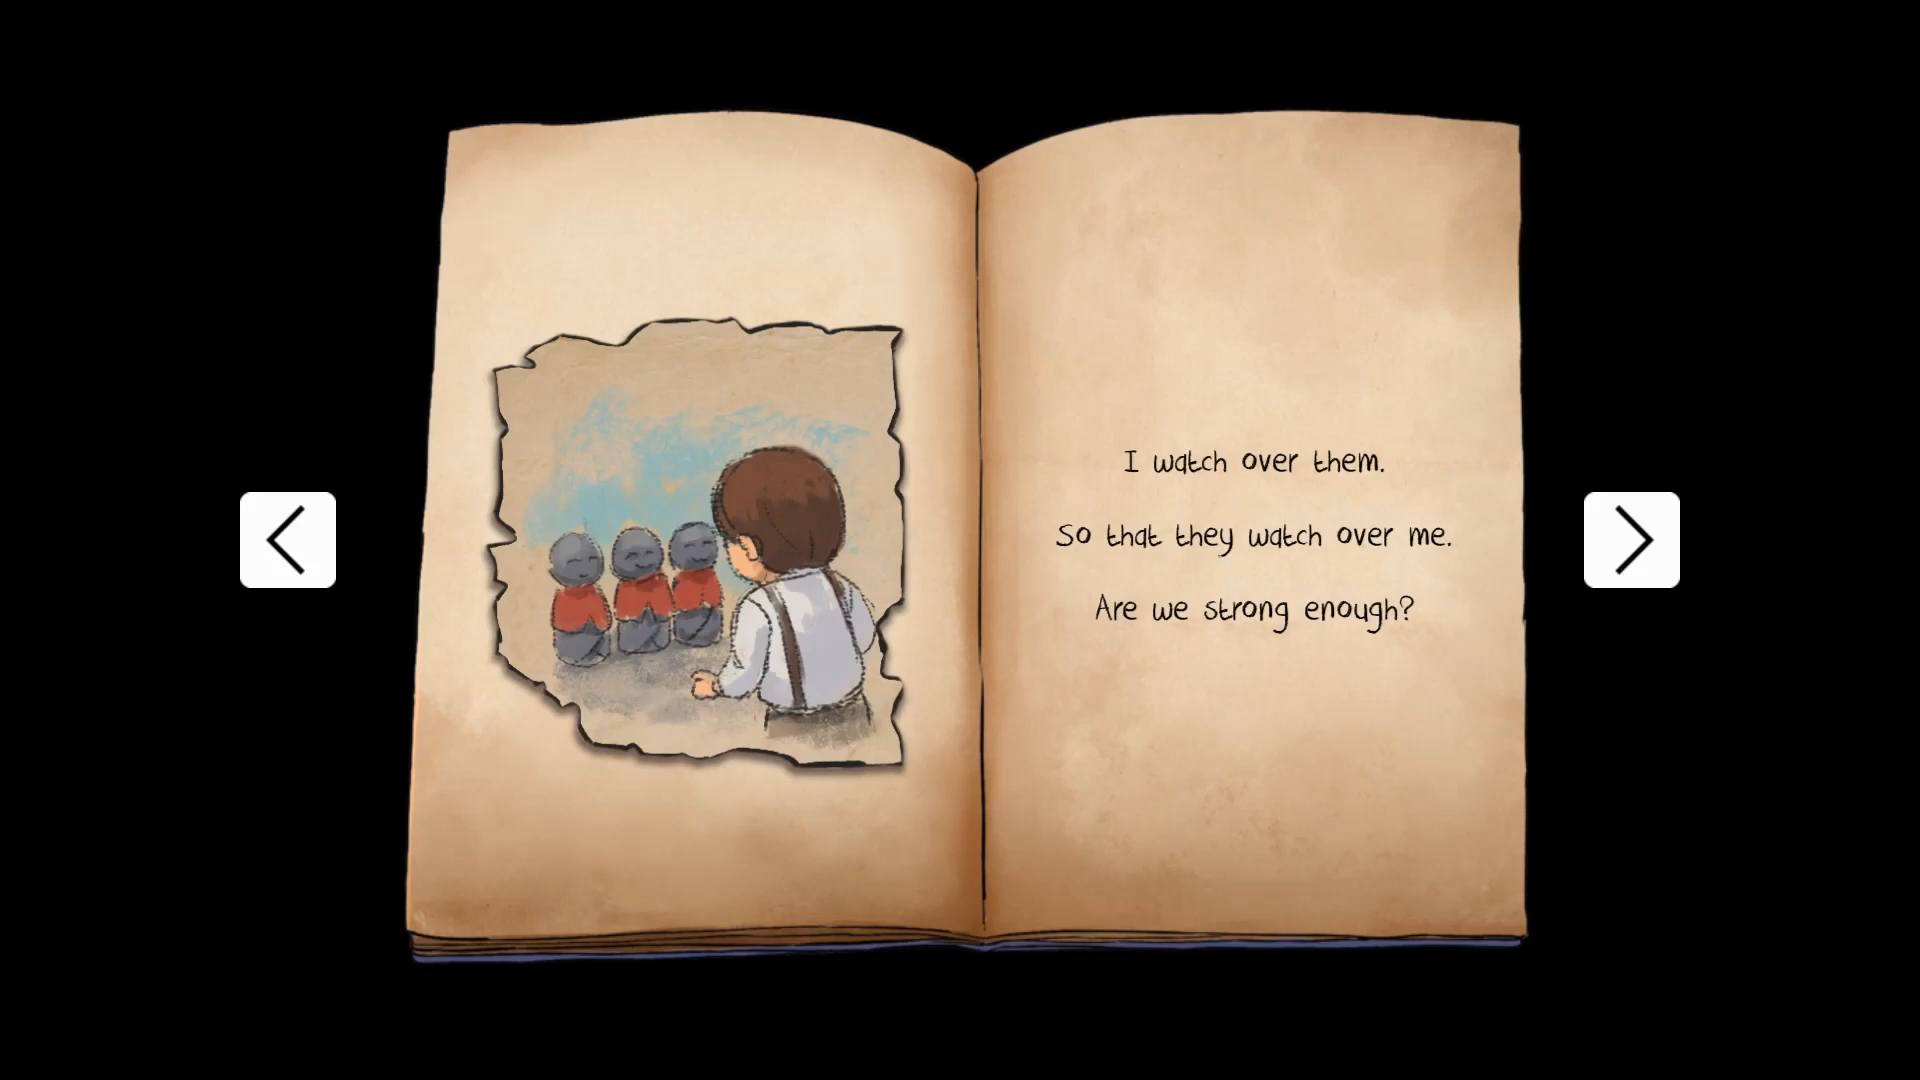 I watch over them.
So that they watch over me.
Are we strong enough?